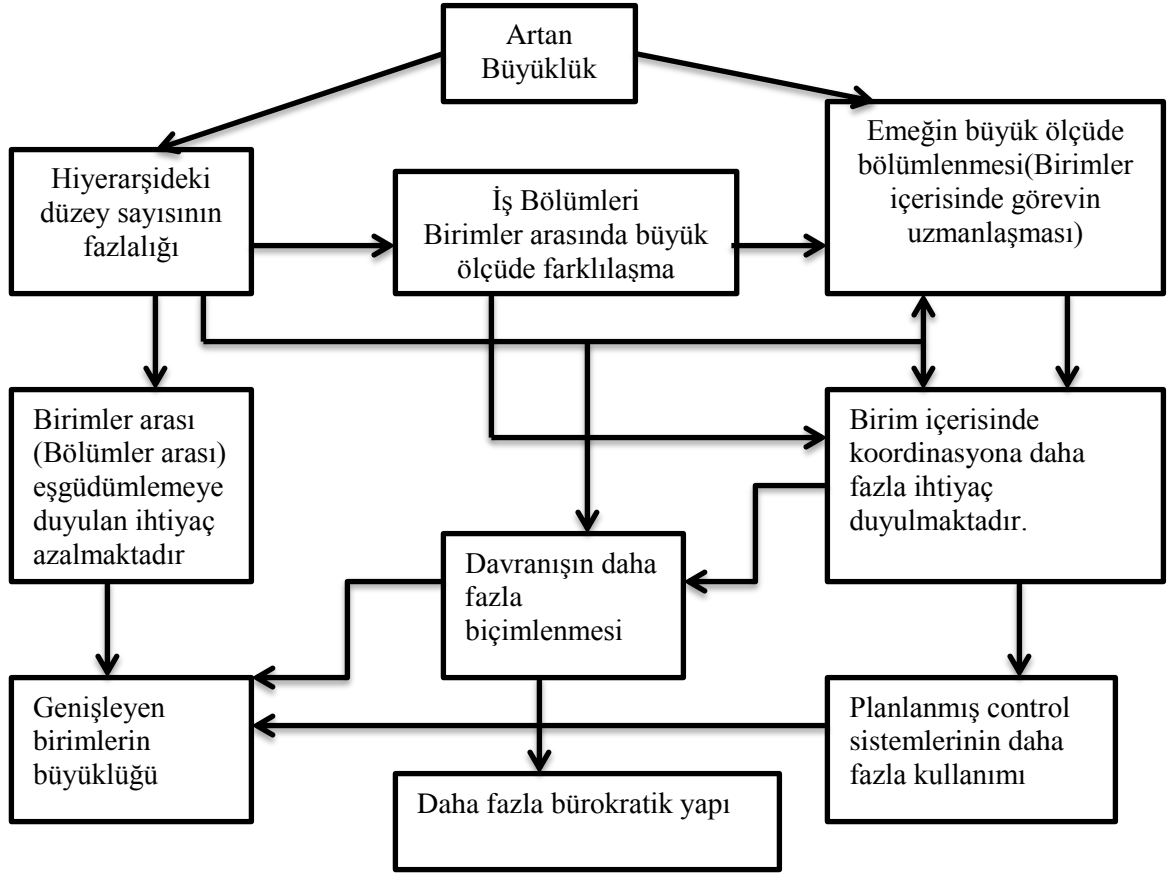 Artan
Büyüklük
Hiyerarşideki
düzey sayısının
fazlalığı
İş Bölümleri
Birimler arasında büyük
ölçüde farklılaşma
Emeğin büyük ölçüde
bölümlenmesi(Birimler
içerisinde görevin
uzmanlaşması)
Birimler arası
(Bölümler arası)
eşgüdümlemeye
duyulan ihtiyaç
azalmaktadır
Davranışın daha
fazla
biçimlenmesi
Birim içerisinde
koordinasyona daha
fazla ihtiyaç
duyulmaktadır.
Genişleyen
birimlerin
büyüklüğü
Daha fazla bürokratik yapı
Planlanmış control
sistemlerinin daha
fazla kullanımı